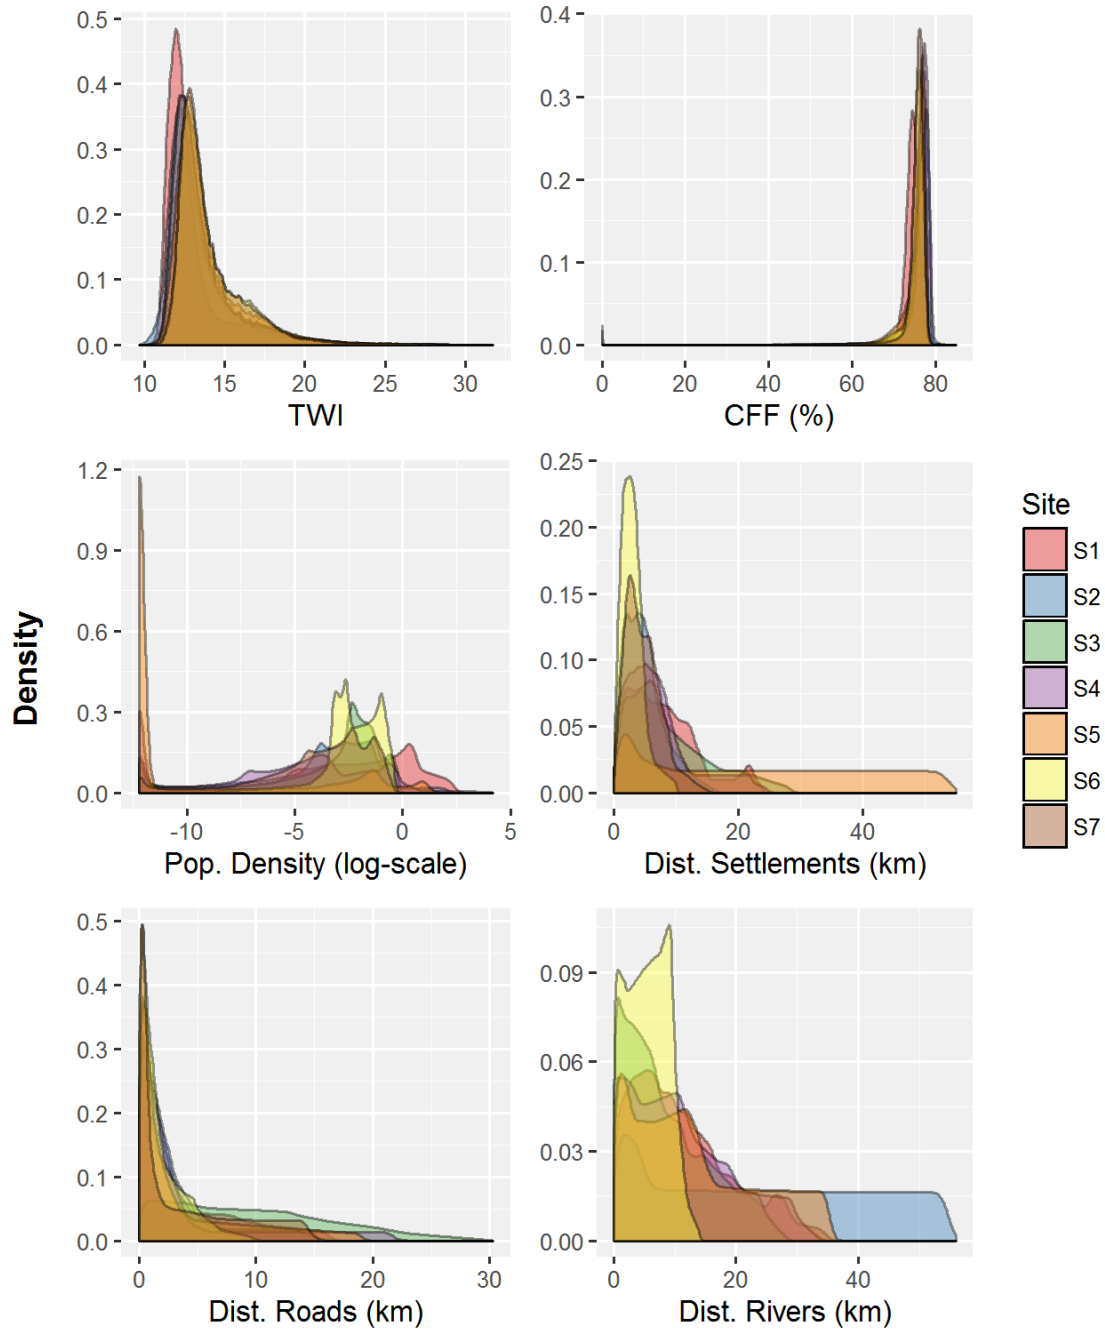 0.5
0.4
0.3
0.2
0.1
0.0
10 15 20 25 30
TWI
0.4
0.3
0.2
0.1
0.0
0 20 40 60 80
CFF (%)
Density
1.2
0.9
0.6
0.3
0.0
-10 -5 0 5
Pop. Density (log-scale)
0.25
0.20
0.15
0.10
0.05
0.00
0 20 40
Dist. Settlements (km)
Site
S1
S2
S3
S4
S5
S6
S7
0.5
0.4
0.3
0.2
0.1
0.0
0 10 20 30
Dist. Roads (km)
0.09
0.06
0.03
0.00
0 20 40
Dist. Rivers (km)